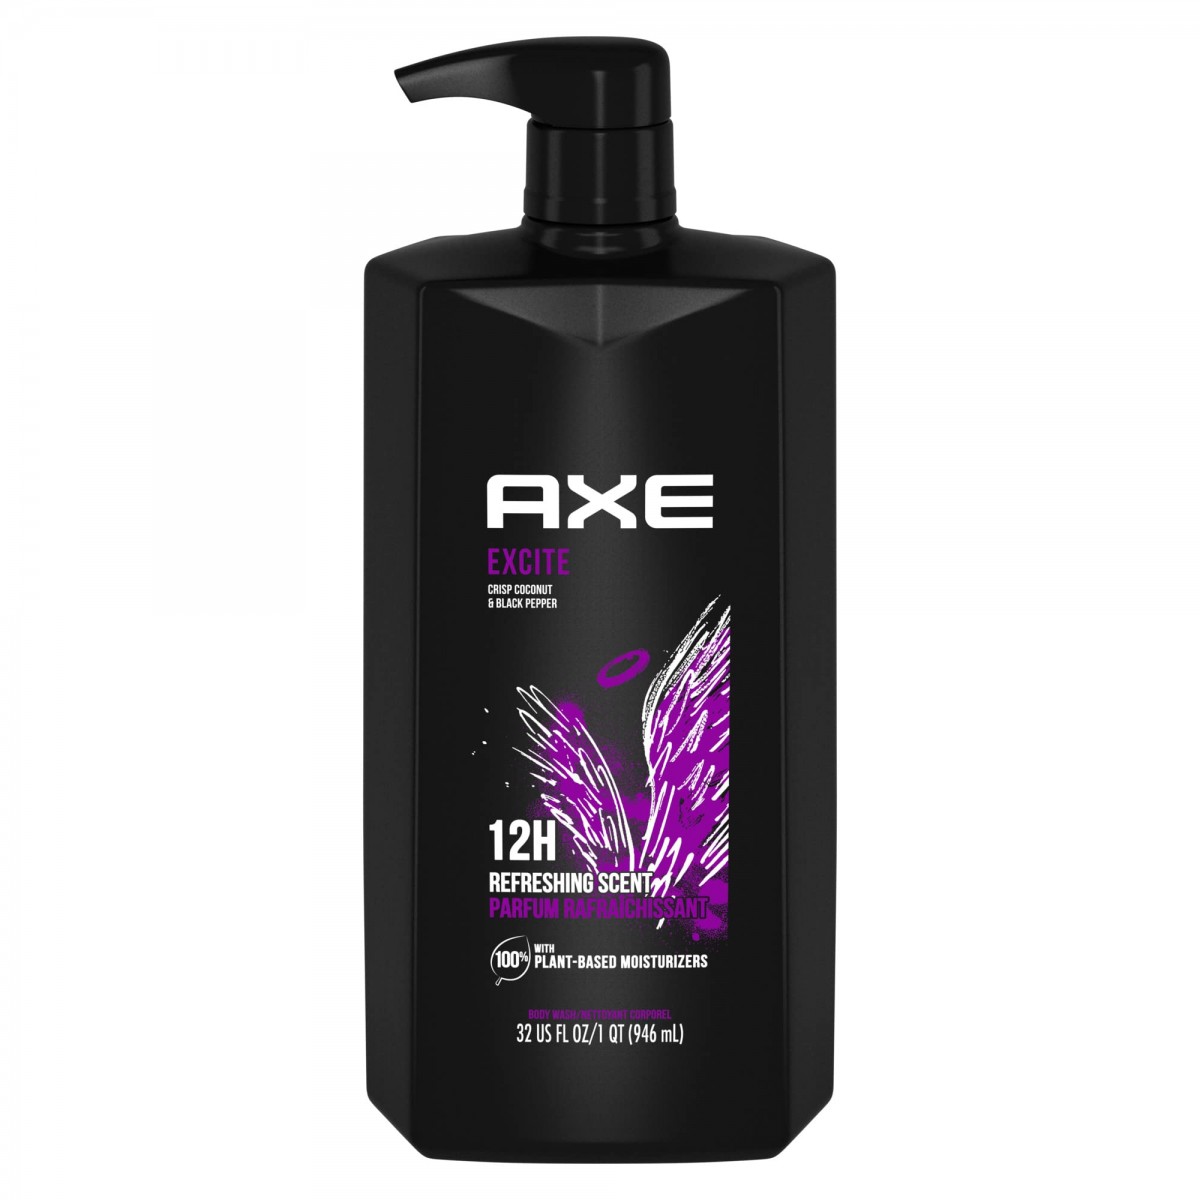 AXE
EXCITE
CRISP COCONUT
& BLACK PEPPER
12H
REFRESHING SCENT
PARFUM RAFRAÎCHISSANT
100%
WITH
PLANT-BASED MOISTURIZERS
BODY WASH/NETTOYANT CORPOREL
32 US FL OZ/1 QT (946 mL)